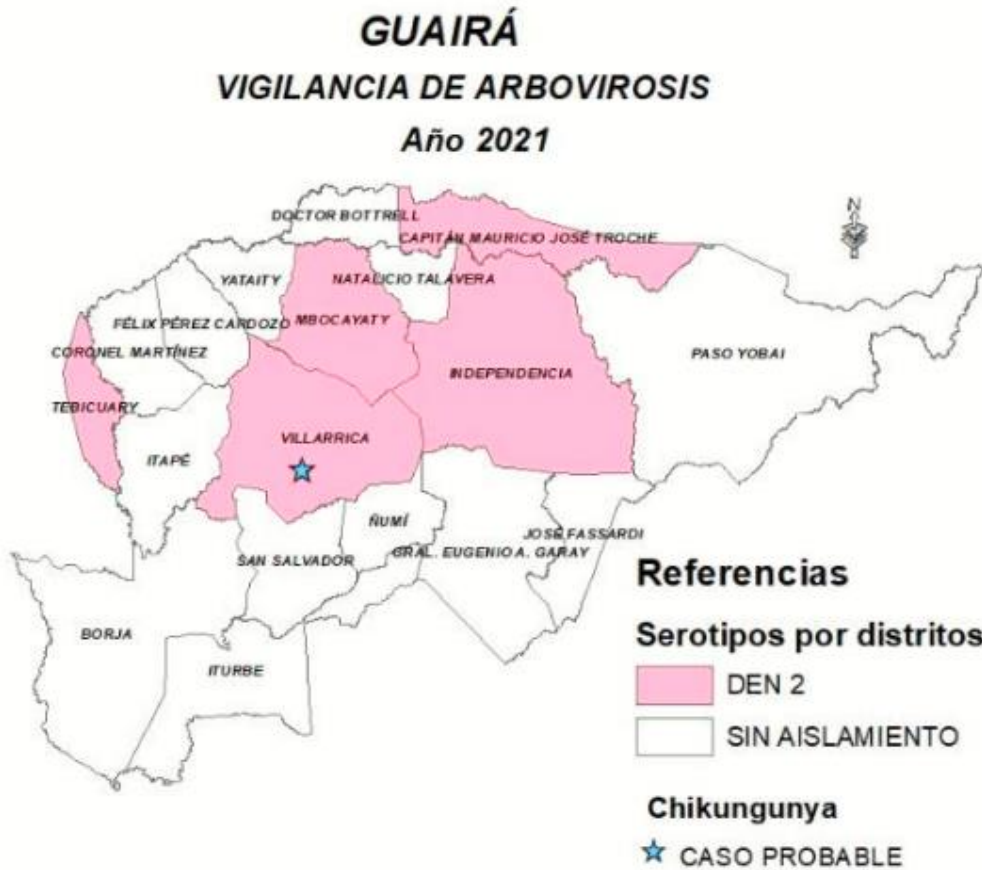 GUAIRÁ
VIGILANCIA DE ARBOVIROSIS
Año 2021
N
DOCTOR BOTTRELL
CAPITÁN MAURICIO JOSÉ TROCHE
YATAITY
NATALICIO TALAVERA
FÉLIX PÉREZ CARDOZO
MBOCAYATY
CORONEL MARTÍNEZ
PASO YOBAI
INDEPENDENCIA
TEBICUARY
VILLARRICA
ITAPÉ
ÑUMÍ
JOSÉ FASSARDI
SAN SALVADOR
GRAL. EUGENIO A. GARAY
BORJA
ITURBE
Referencias
Serotipos por distritos
DEN 2
SIN AISLAMIENTO
Chikungunya
CASO PROBABLE